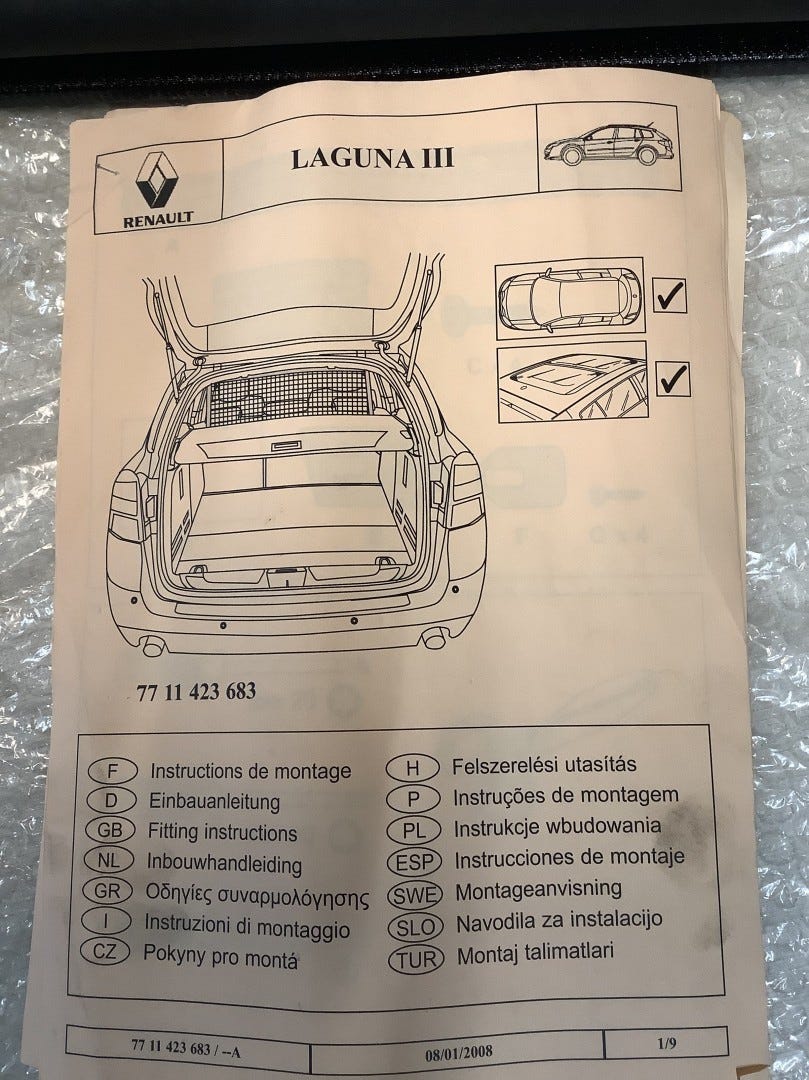 RENAULT
LAGUNA III
77 11 423 683
F Instructions de montage
D Einbauanleitung
GB Fitting instructions
NL Inbouwhandleiding
GR Οδηγίες συναρμολόγησης
I Instruzioni di montaggio
CZ Pokyny pro montá
H Felszerelési utasítás
P Instruções de montagem
PL Instrukcje wbudowania
ESP Instrucciones de montaje
SWE Montageanvisning
SLO Navodila za instalacijo
TUR Montaj talimatlari
77 11 423 683 / --A
08/01/2008
1/9